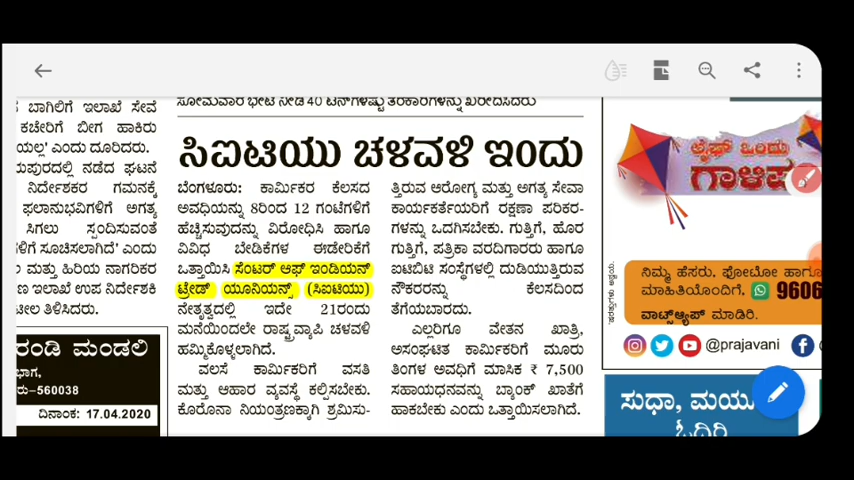 ಬಾಗಿಲಿಗೆ ಇಲಾಖೆ ಸೇವೆ
ಕಚೇರಿಗೆ ಬೀಗ ಹಾಕಿರು
ಯಲ್ಲ' ಎಂದು ದೂರಿದರು.
ಯಪುರದಲ್ಲಿ ನಡೆದ ಘಟನೆ
ನಿರ್ದೇಶಕರ ಗಮನಕ್ಕೆ
ಫಲಾನುಭವಿಗಳಿಗೆ ಅಗತ್ಯ
ಸಿಗಲು ಸ್ಪಂದಿಸುವಂತೆ
ಳಿಗೆ ಸೂಚಿಸಲಾಗಿದೆ' ಎಂದು
ಲ ಮತ್ತು ಹಿರಿಯ ನಾಗರಿಕರ
ಣ ಇಲಾಖೆ ಉಪ ನಿರ್ದೇಶಕಿ
ಟೀಲ ತಿಳಿಸಿದರು.
ರಂಡಿ ಮಂಡಲಿ
ಭಾಗ,
ರು-560038
ದಿನಾಂಕ: 17.04.2020
ಸೋಮವಾರ ಭೇಟಿ ನೀಡಿ 40 ಟನ್‌ಗಳಷ್ಟು ತರಕಾರಿಗಳನ್ನು ಖರೀದಿಸಿದರು
ಸಿಐಟಿಯು ಚಳವಳಿ ಇಂದು
ಬೆಂಗಳೂರು: ಕಾರ್ಮಿಕರ ಕೆಲಸದ
ಅವಧಿಯನ್ನು 8ರಿಂದ 12 ಗಂಟೆಗಳಿಗೆ
ಹೆಚ್ಚಿಸುವುದನ್ನು ವಿರೋಧಿಸಿ ಹಾಗೂ
ವಿವಿಧ ಬೇಡಿಕೆಗಳ ಈಡೇರಿಕೆಗೆ
ಒತ್ತಾಯಿಸಿ ಸೆಂಟರ್ ಆಫ್ ಇಂಡಿಯನ್
ಟ್ರೇಡ್ ಯೂನಿಯನ್ಸ್ (ಸಿಐಟಿಯು)
ನೇತೃತ್ವದಲ್ಲಿ ಇದೇ 21ರಂದು
ಮನೆಯಿಂದಲೇ ರಾಷ್ಟ್ರವ್ಯಾಪಿ ಚಳವಳಿ
ಹಮ್ಮಿಕೊಳ್ಳಲಾಗಿದೆ.
ವಲಸೆ ಕಾರ್ಮಿಕರಿಗೆ ವಸತಿ
ಮತ್ತು ಆಹಾರ ವ್ಯವಸ್ಥೆ ಕಲ್ಪಿಸಬೇಕು.
ಕೊರೊನಾ ನಿಯಂತ್ರಣಕ್ಕಾಗಿ ಶ್ರಮಿಸು-
ತ್ತಿರುವ ಆರೋಗ್ಯ ಮತ್ತು ಅಗತ್ಯ ಸೇವಾ
ಕಾರ್ಯಕರ್ತೆಯರಿಗೆ ರಕ್ಷಣಾ ಪರಿಕರ-
ಗಳನ್ನು ಒದಗಿಸಬೇಕು. ಗುತ್ತಿಗೆ, ಹೊರ
ಗುತ್ತಿಗೆ, ಪತ್ರಿಕಾ ವರದಿಗಾರರು ಹಾಗೂ
ಐಟಿಬಿಟಿ ಸಂಸ್ಥೆಗಳಲ್ಲಿ ದುಡಿಯುತ್ತಿರುವ
ನೌಕರರನ್ನು ಕೆಲಸದಿಂದ
ತೆಗೆಯಬಾರದು.
ಎಲ್ಲರಿಗೂ ವೇತನ ಖಾತ್ರಿ,
ಅಸಂಘಟಿತ ಕಾರ್ಮಿಕರಿಗೆ ಮೂರು
ತಿಂಗಳ ಅವಧಿಗೆ ಮಾಸಿಕ ₹ 7,500
ಸಹಾಯಧನವನ್ನು ಬ್ಯಾಂಕ್ ಖಾತೆಗೆ
ಹಾಕಬೇಕು ಎಂದು ಒತ್ತಾಯಿಸಲಾಗಿದೆ.
ಲೈಫ್ ಒಂದು
ಗಾಳಿಪ
ನಿಮ್ಮ ಹೆಸರು, ಫೋಟೋ ಹಾಗೂ
ಮಾಹಿತಿಯೊಂದಿಗೆ, 9606
ವಾಟ್ಸ್ಆ್ಯಪ್ ಮಾಡಿರಿ.
@prajavani
ಸುಧಾ, ಮಯೂ
ಓದಿರಿ